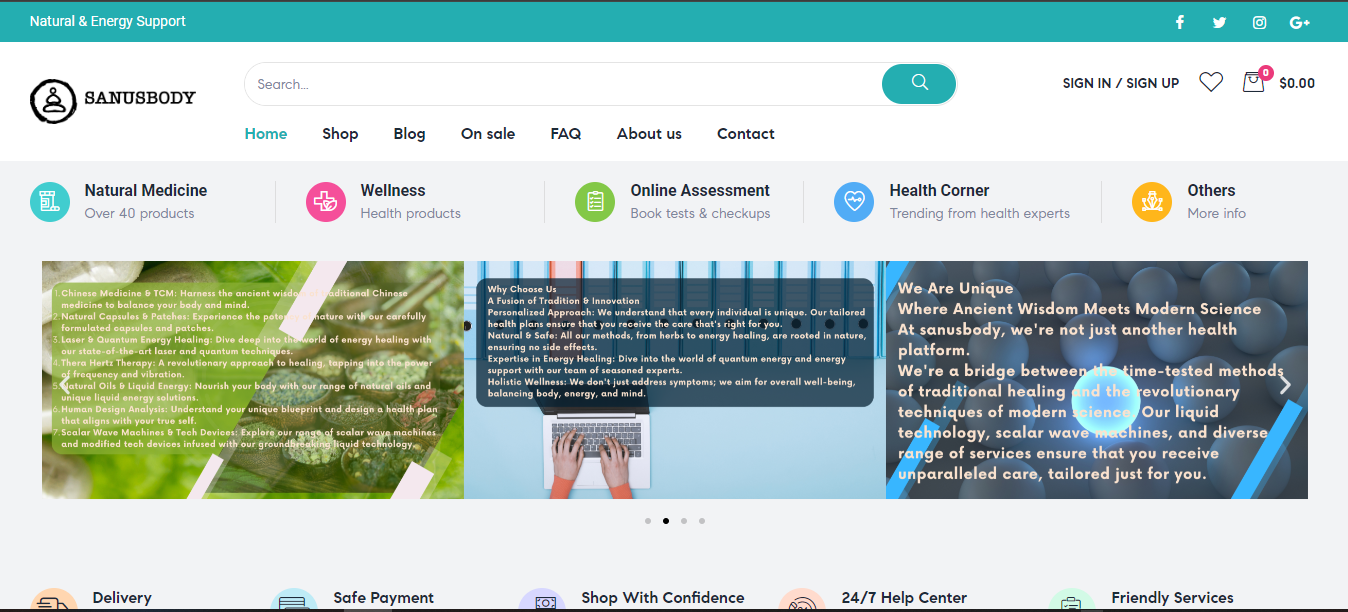 Natural & Energy Support
SANUSBODY
Search...
SIGN IN / SIGN UP
0
$0.00
Home
Shop
Blog
On sale
FAQ
About us
Contact
Natural Medicine
Over 40 products
Wellness
Health products
Online Assessment
Book tests & checkups
Health Corner
Trending from health experts
Others
More info
1. Chinese Medicine & TCM: Harness the ancient wisdom of traditional Chinese
medicine to balance your body and mind.
2. Natural Capsules & Patches: Experience the potency of nature with our carefully
formulated capsules and patches.
3. Laser & Quantum Energy Healing: Dive deep into the world of energy healing with
our state-of-the-art laser and quantum techniques.
4. Thera Hertz Therapy: A revolutionary approach to healing, tapping into the power
of frequency and vibration.
5. Natural Oils & Liquid Energy: Nourish your body with our range of natural oils and
unique liquid energy solutions.
6. Human Design Analysis: Understand your unique blueprint and design a health plan
that aligns with your true self.
7. Scalar Wave Machines & Tech Devices: Explore our range of scalar wave machines
and modified tech devices infused with our groundbreaking liquid technology.
Why Choose Us
A Fusion of Tradition & Innovation
Personalized Approach: We understand that every individual is unique. Our tailored
health plans ensure that you receive the care that's right for you.
Natural & Safe: All our methods, from herbs to energy healing, are rooted in nature,
ensuring no side effects.
Expertise in Energy Healing: Dive into the world of quantum energy and energy
support with our team of seasoned experts.
Holistic Wellness: We don't just address symptoms; we aim for overall well-being,
balancing body, energy, and mind.
We Are Unique
Where Ancient Wisdom Meets Modern Science
At sanusbody, we're not just another health
platform.
We're a bridge between the time-tested methods
of traditional healing and the revolutionary
techniques of modern science. Our liquid
technology, scalar wave machines, and diverse
range of services ensure that you receive
unparalleled care, tailored just for you.
Delivery
Safe Payment
Shop With Confidence
24/7 Help Center
Friendly Services